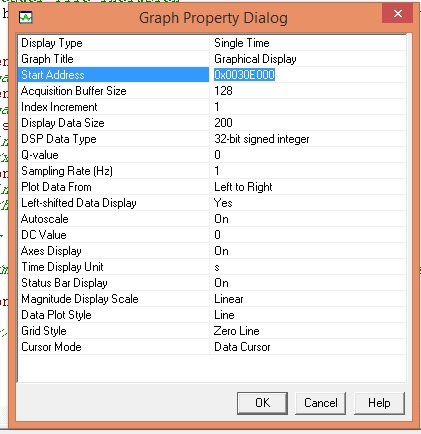 Graph Property Dialog
Display Type Single Time
Graph Title Graphical Display
Start Address 0x0030E000
Acquisition Buffer Size 128
Index Increment 1
Display Data Size 200
DSP Data Type 32-bit signed integer
Q-value 0
Sampling Rate (Hz) 1
Plot Data From Left to Right
Left-shifted Data Display Yes
Autoscale On
DC Value 0
Axes Display On
Time Display Unit s
Status Bar Display On
Magnitude Display Scale Linear
Data Plot Style Line
Grid Style Zero Line
Cursor Mode Data Cursor
OK Cancel Help